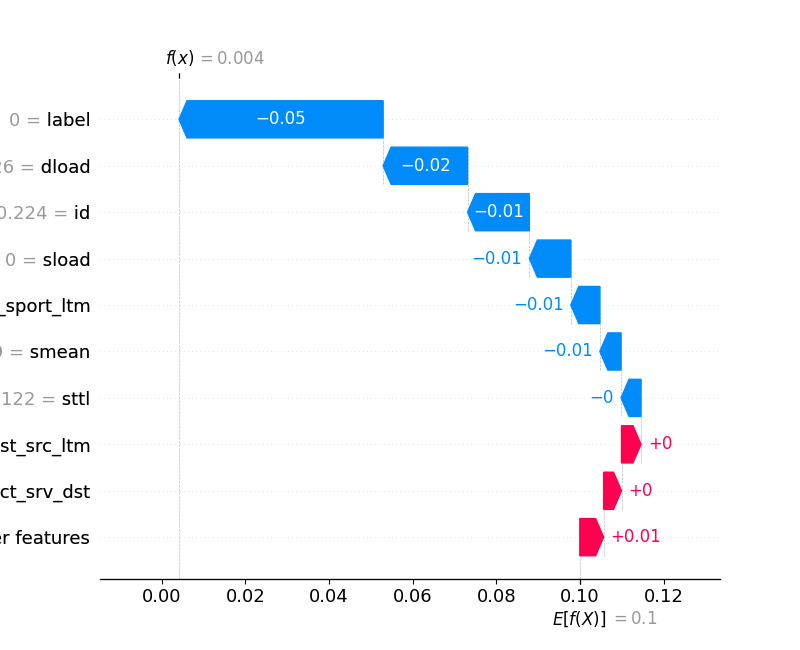 f(x) = 0.004
0 = label
−0.05
26 = dload
−0.02
0.224 = id
−0.01
0 = sload
−0.01
_sport_ltm
−0.01
= smean
−0.01
122 = sttl
−0
st_src_ltm
+0
ct_srv_dst
+0
er features
+0.01
0.00 0.02 0.04 0.06 0.08 0.10 0.12
E[f(X)] = 0.1